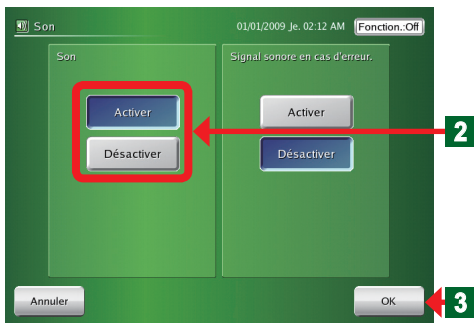 Son 01/01/2009 Je. 02:12 AM Fonction.:Off
Son
Activer
Désactiver
Signal sonore en cas d'erreur.
Activer
Désactiver
2
Annuler
OK
3